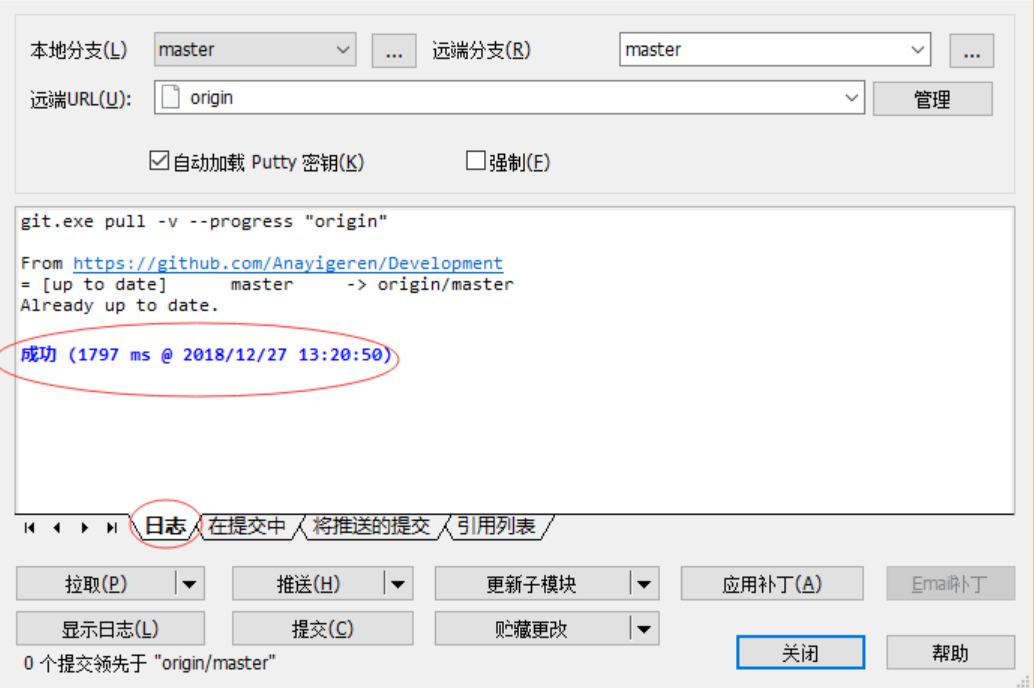 本地分支(L) master ... 远端分支(R) master ...
远端URL(U): origin 管理
自动加载 Putty 密钥(K) 强制(F)
git.exe pull -v --progress "origin"
From https://github.com/Anayigeren/Development
= [up to date] master -> origin/master
Already up to date.
成功 (1797 ms @ 2018/12/27 13:20:50)
日志 在提交中 将推送的提交 引用列表
拉取(P) 推送(H) 更新子模块 应用补丁(A) Email补丁
显示日志(L) 提交(C) 贮藏更改
关闭 帮助
0 个提交领先于 "origin/master"